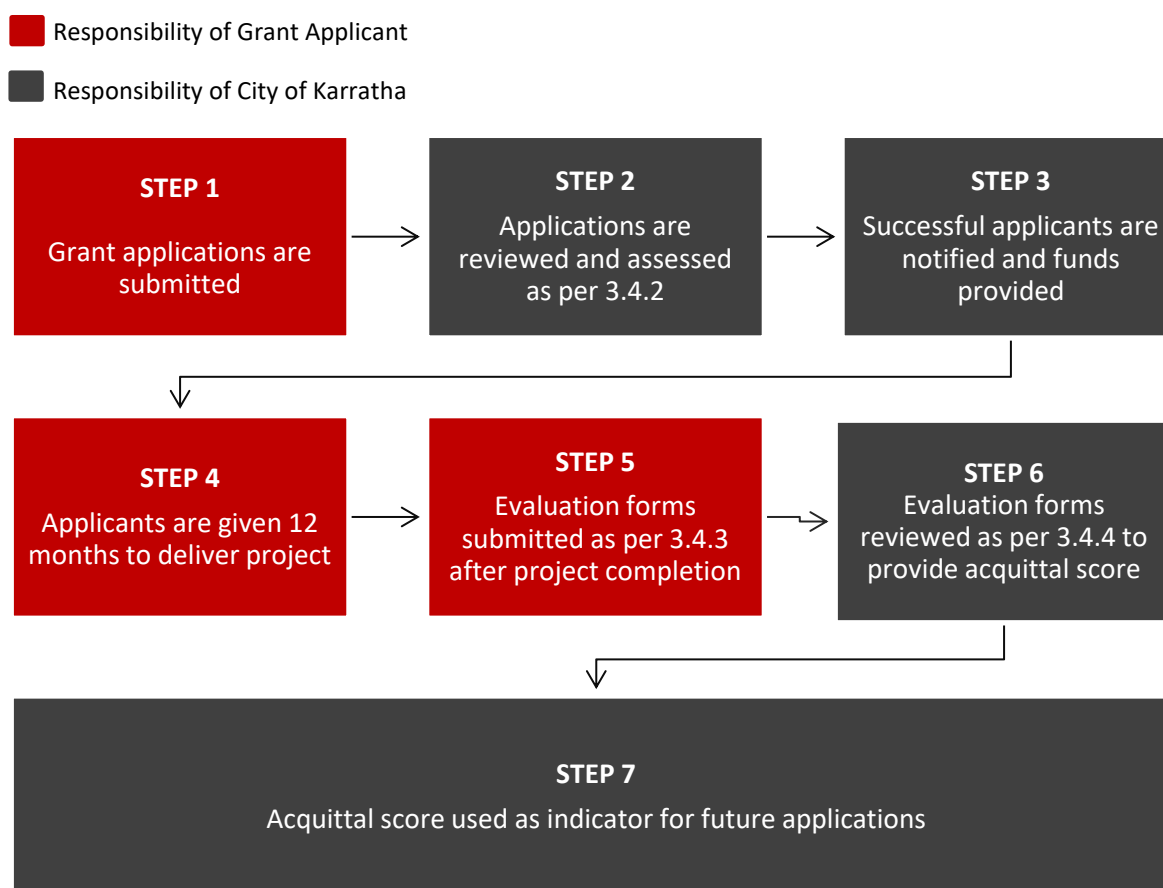 Responsibility of Grant Applicant
Responsibility of City of Karratha
STEP 1
Grant applications are
submitted
STEP 2
Applications are
reviewed and assessed
as per 3.4.2
STEP 3
Successful applicants are
notified and funds
provided
STEP 4
Applicants are given 12
months to deliver project
STEP 5
Evaluation forms
submitted as per 3.4.3
after project completion
STEP 6
Evaluation forms
reviewed as per 3.4.4 to
provide acquittal score
STEP 7
Acquittal score used as indicator for future applications